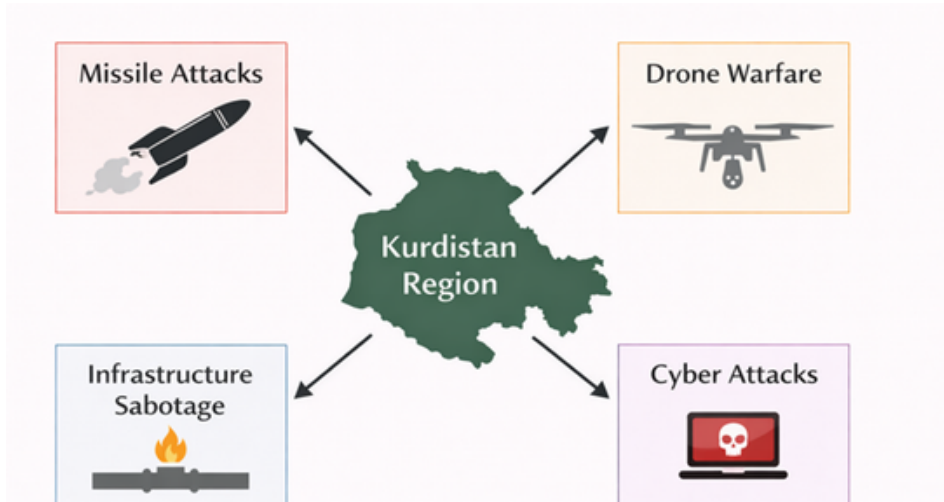 Missile Attacks
Drone Warfare
Kurdistan
Region
Infrastructure
Sabotage
Cyber Attacks